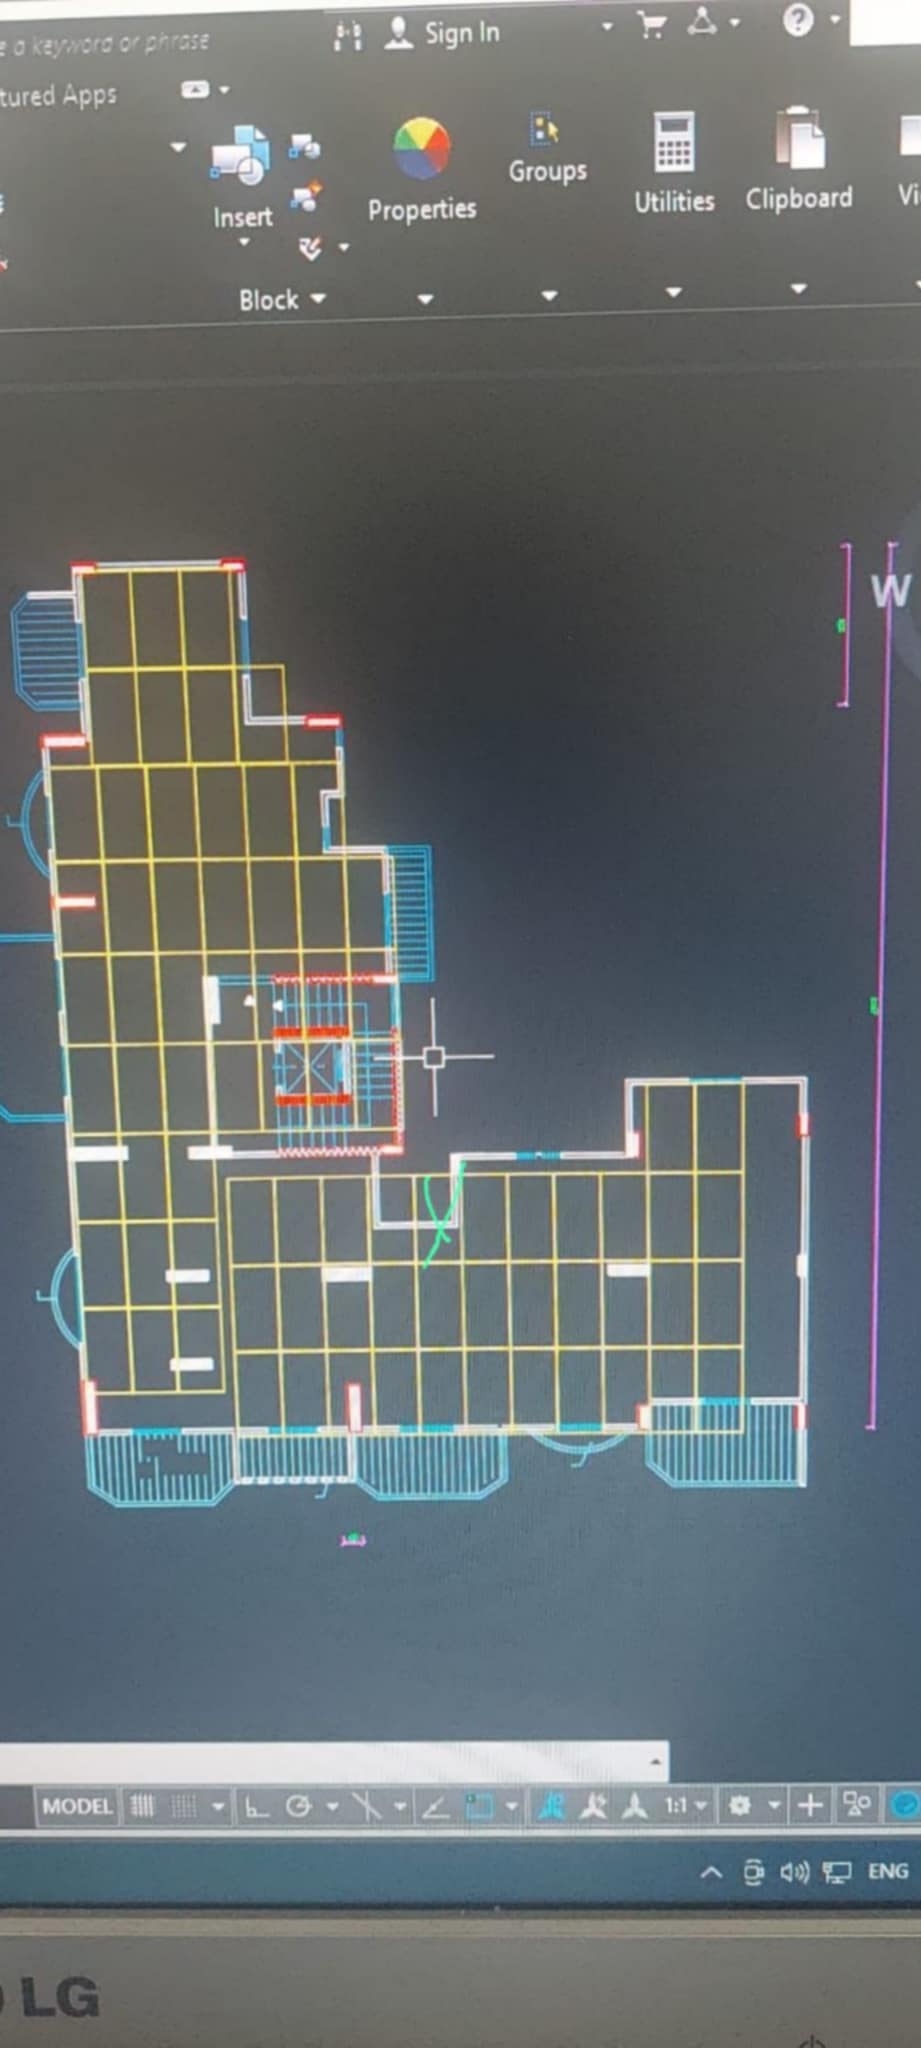 e a keyword or phrase
Sign In
tured Apps
Insert
Properties
Groups
Utilities
Clipboard
Vi
Block
W
MODEL
1:1
ENG
LG